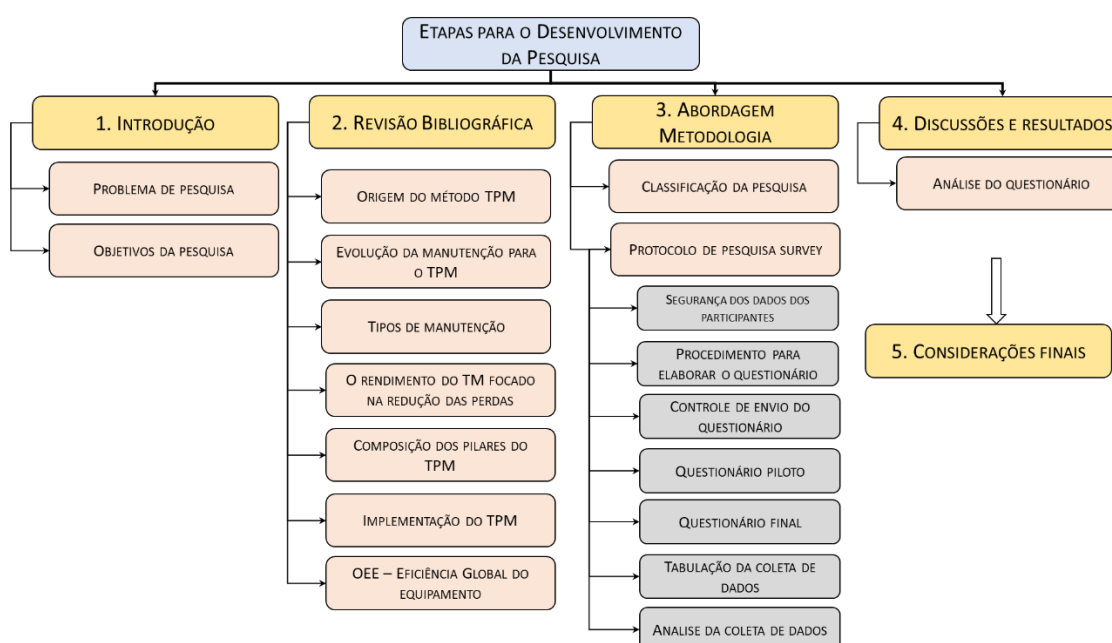 Etapas para o Desenvolvimento
da Pesquisa
1. Introdução
Problema de pesquisa
Objetivos da pesquisa
2. Revisão Bibliográfica
Origem do método TPM
Evolução da manutenção para
o TPM
Tipos de manutenção
O rendimento do TM focado
na redução das perdas
Composição dos pilares do
TPM
Implementação do TPM
OEE – Eficiência Global do
equipamento
3. Abordagem
Metodologia
Classificação da pesquisa
Protocolo de pesquisa survey
Segurança dos dados dos
participantes
Procedimento para
elaborar o questionário
Controle de envio do
questionário
Questionário piloto
Questionário final
Tabulação da coleta de
dados
Analise da coleta de dados
4. Discussões e resultados
Análise do questionário
5. Considerações finais